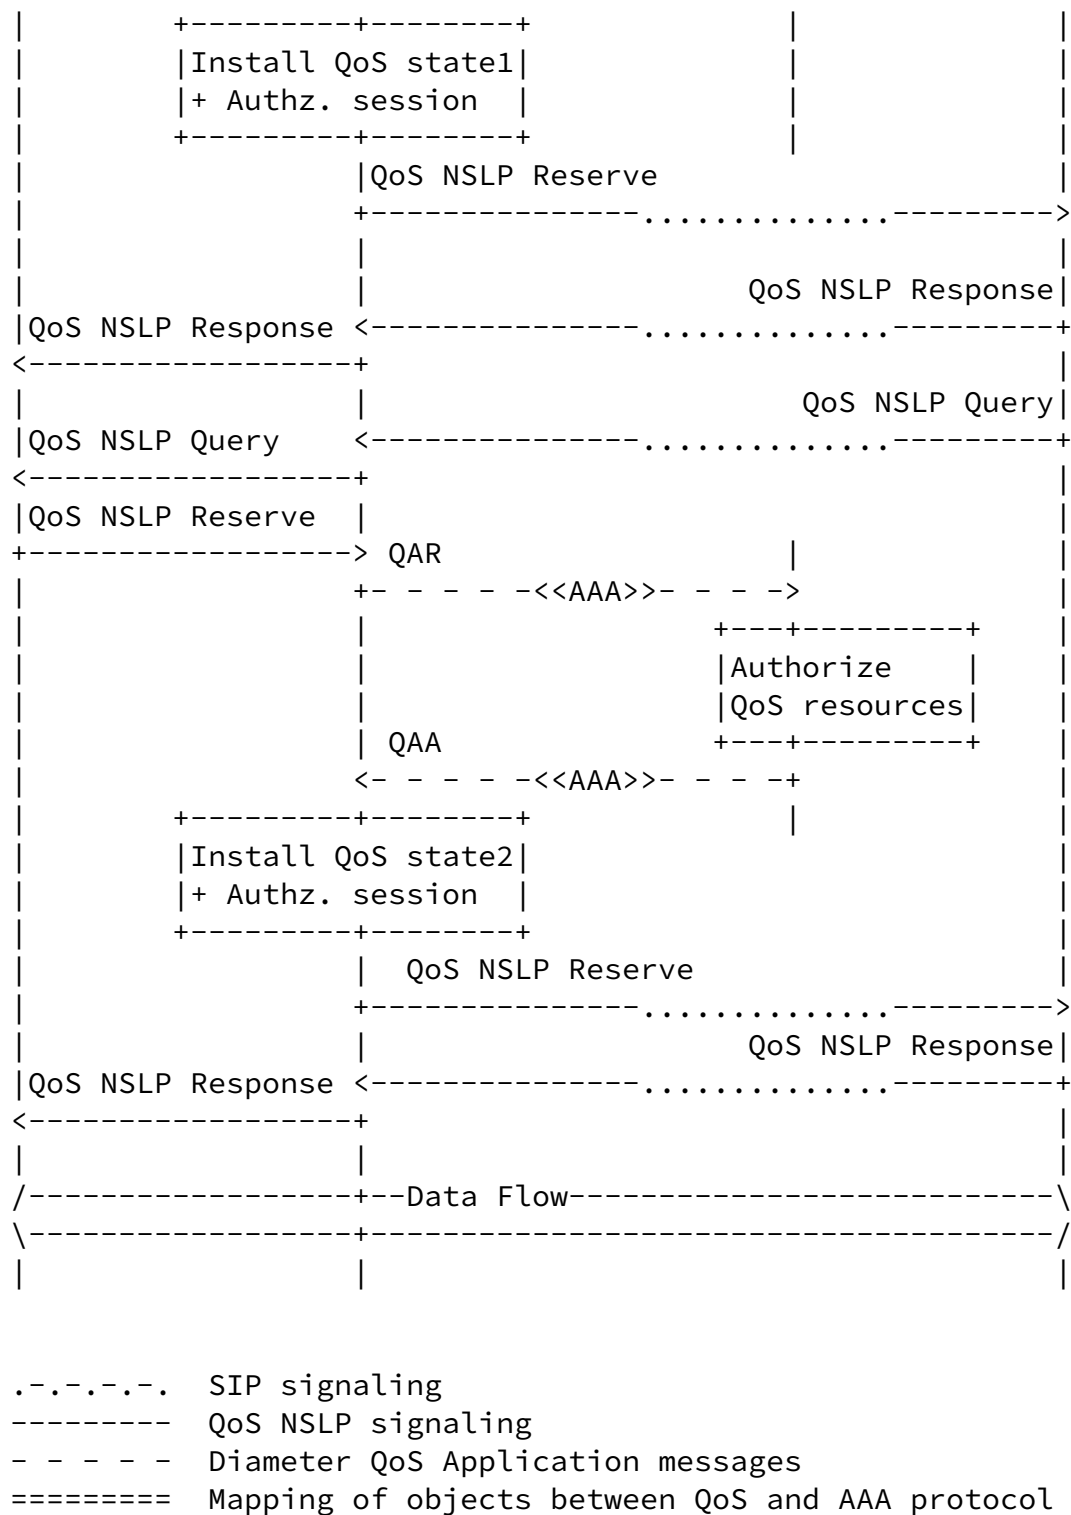 |        +---------+--------+              |              |
|        |Install QoS state1|              |              |
|        |+ Authz. session  |              |              |
|        +---------+--------+              |              |
|                  |QoS NSLP Reserve                      |
|                  +---------------..............--------->
|                  |                                      |
|                  |                     QoS NSLP Response|
|QoS NSLP Response <---------------..............---------+
<------------------+                                      |
|                  |                        QoS NSLP Query|
|QoS NSLP Query    <---------------..............---------+
<------------------+                                      |
|QoS NSLP Reserve  |                                      |
+------------------> QAR                   |              |
|                  +- - - - -<<AAA>>- - - ->              |
|                  |                   +---+---------+    |
|                  |                   |Authorize    |    |
|                  |                   |QoS resources|    |
|                  | QAA               +---+---------+    |
|                  <- - - - -<<AAA>>- - - -+              |
|        +---------+--------+              |              |
|        |Install QoS state2|                             |
|        |+ Authz. session  |                             |
|        +---------+--------+                             |
|                  |  QoS NSLP Reserve                    |
|                  +---------------..............--------->
|                  |                     QoS NSLP Response|
|QoS NSLP Response <---------------..............---------+
<------------------+                                      |
|                  |                                      |
/------------------+--Data Flow---------------------------\
\------------------+--------------------------------------/
|                  |                                      |
.-.-.-.-.  SIP signaling
---------  QoS NSLP signaling
- - - - -  Diameter QoS Application messages
=========  Mapping of objects between QoS and AAA protocol